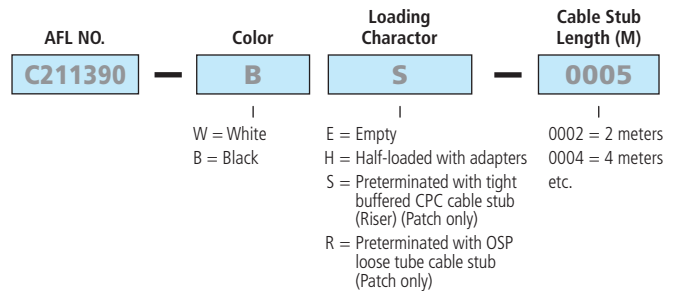 AFL NO.
Color
Loading
Charactor
Cable Stub
Length (M)
C211390 — B S — 0005
W = White
B = Black
E = Empty
H = Half-loaded with adapters
S = Preterminated with tight
buffered CPC cable stub
(Riser) (Patch only)
R = Preterminated with OSP
loose tube cable stub
(Patch only)
0002 = 2 meters
0004 = 4 meters
etc.